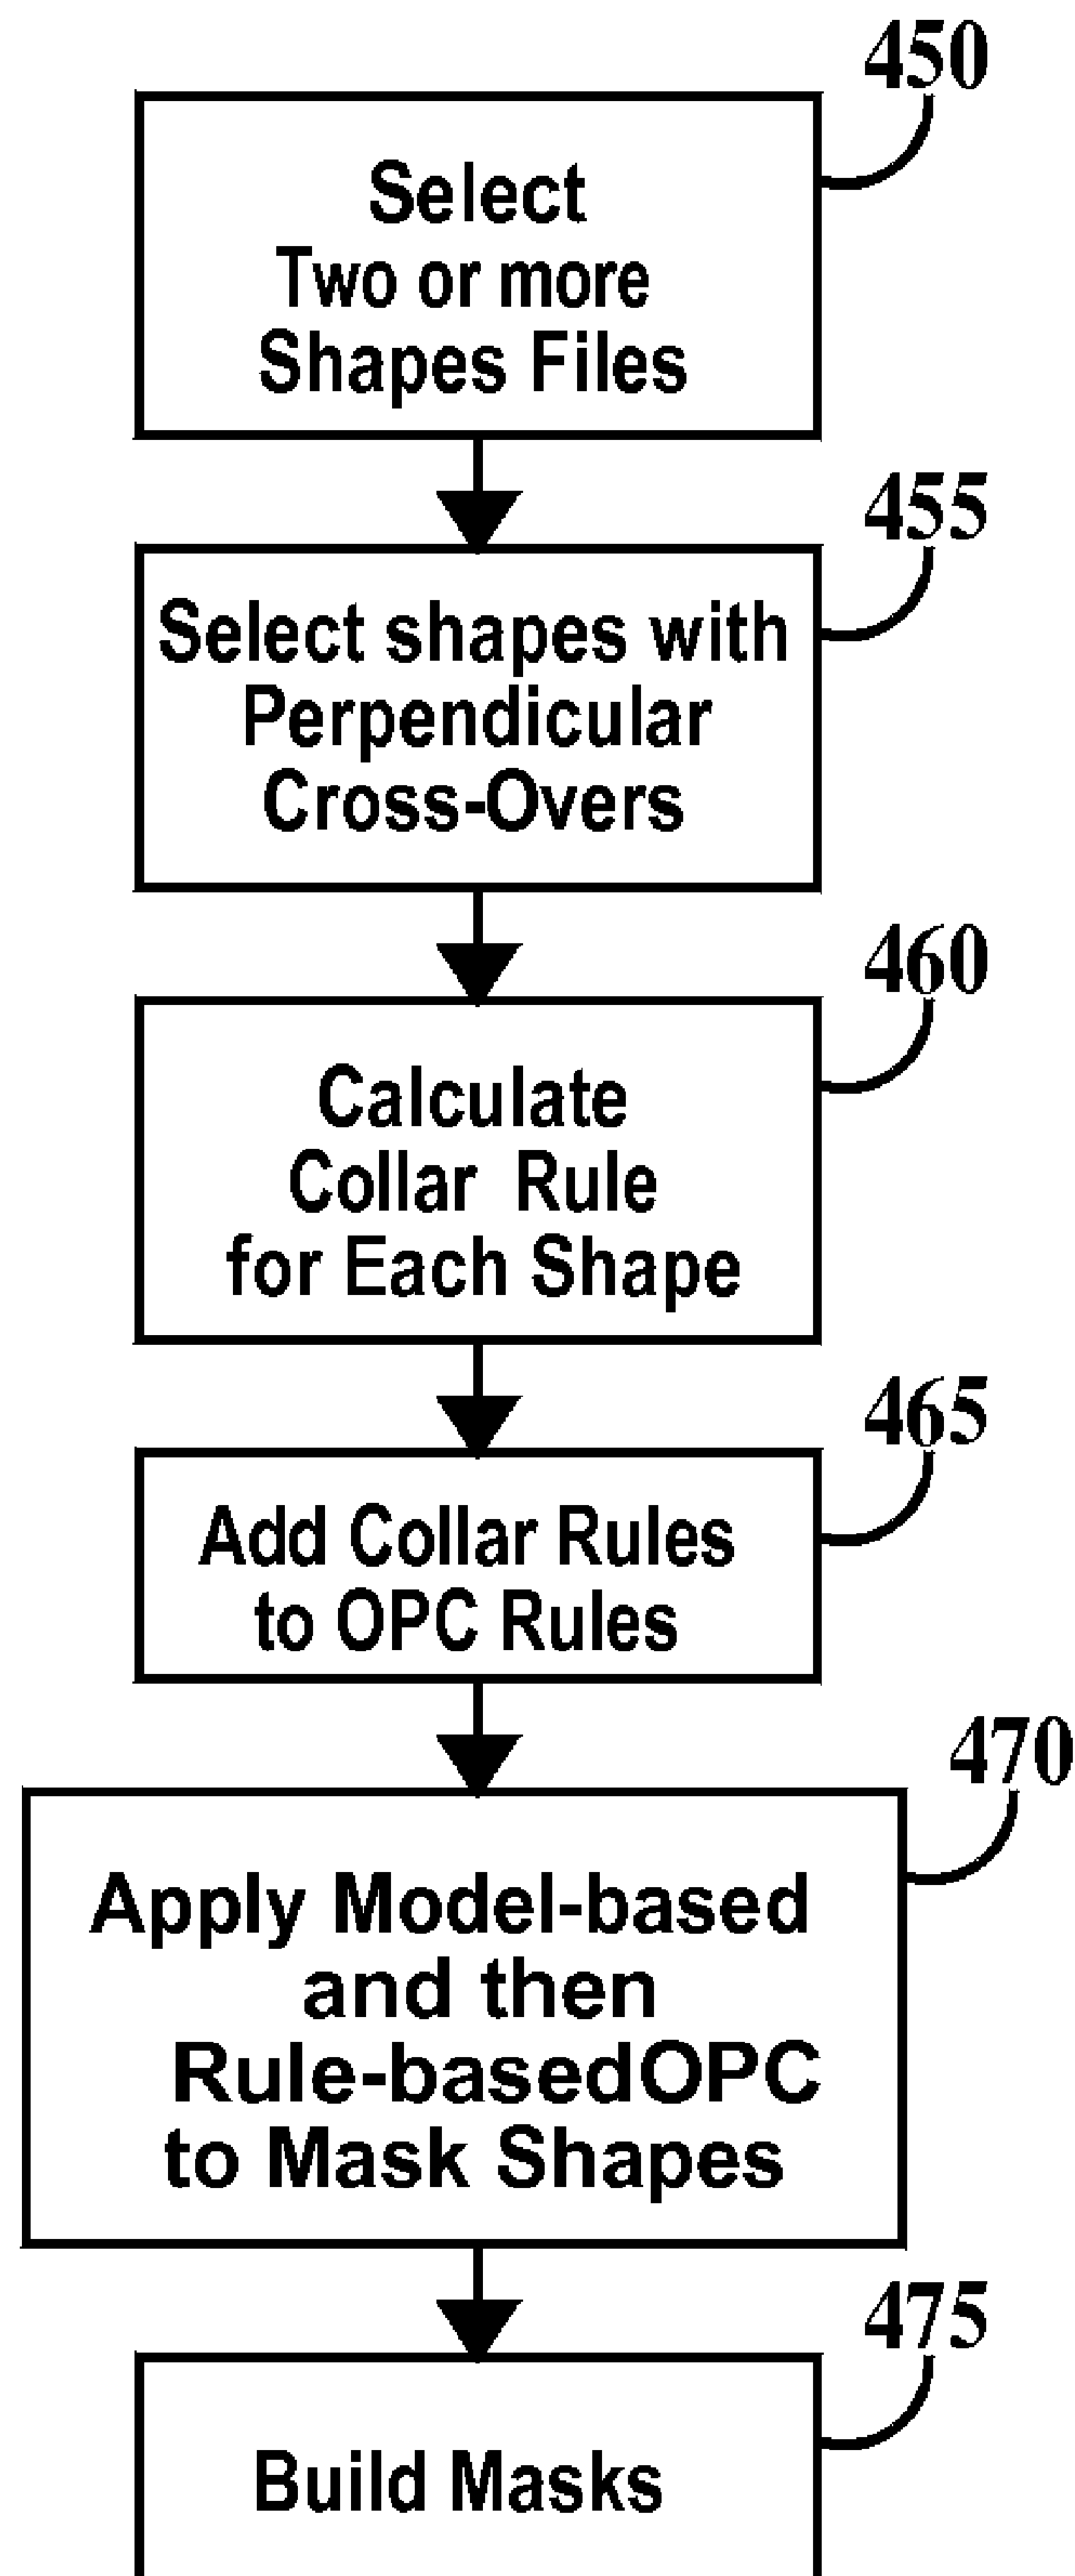 450
Select
Two or more
Shapes Files
455
Select shapes with
Perpendicular
Cross-Overs
460
Calculate
Collar Rule
for Each Shape
465
Add Collar Rules
to OPC Rules
470
Apply Model-based
and then
Rule-basedOPC
to Mask Shapes
475
Build Masks